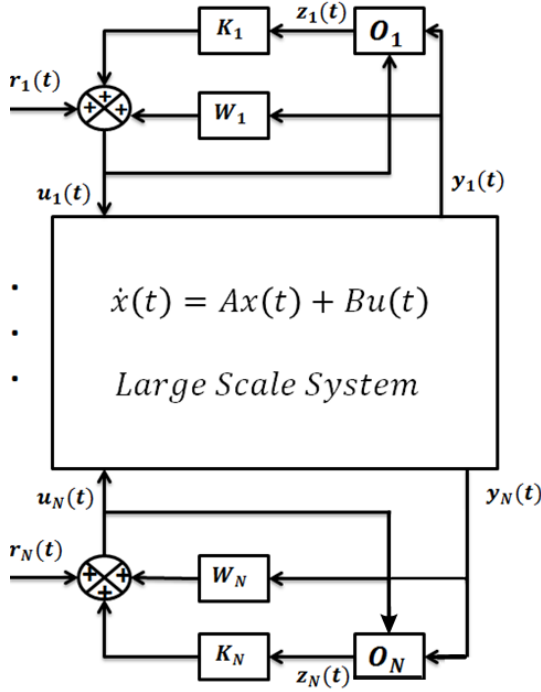 K₁
z₁(t)
O₁
r₁(t)
+ + +
W₁
u₁(t)
y₁(t)
ẋ(t) = Ax(t) + Bu(t)
Large Scale System
u_N(t)
y_N(t)
r_N(t)
+ + +
W_N
K_N
z_N(t)
O_N